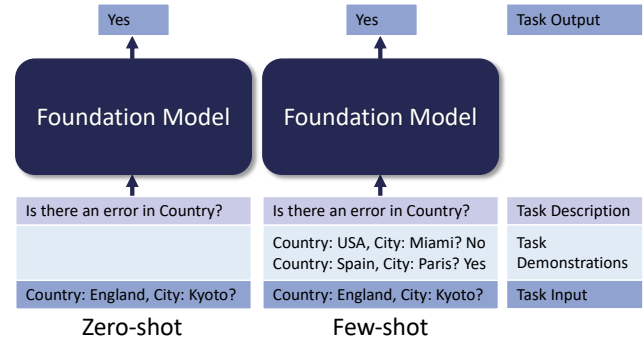 Yes Yes Task Output
Foundation Model Foundation Model
Is there an error in Country? Is there an error in Country? Task Description
Country: USA, City: Miami? No
Country: Spain, City: Paris? Yes
Task
Demonstrations
Country: England, City: Kyoto? Country: England, City: Kyoto? Task Input
Zero-shot Few-shot